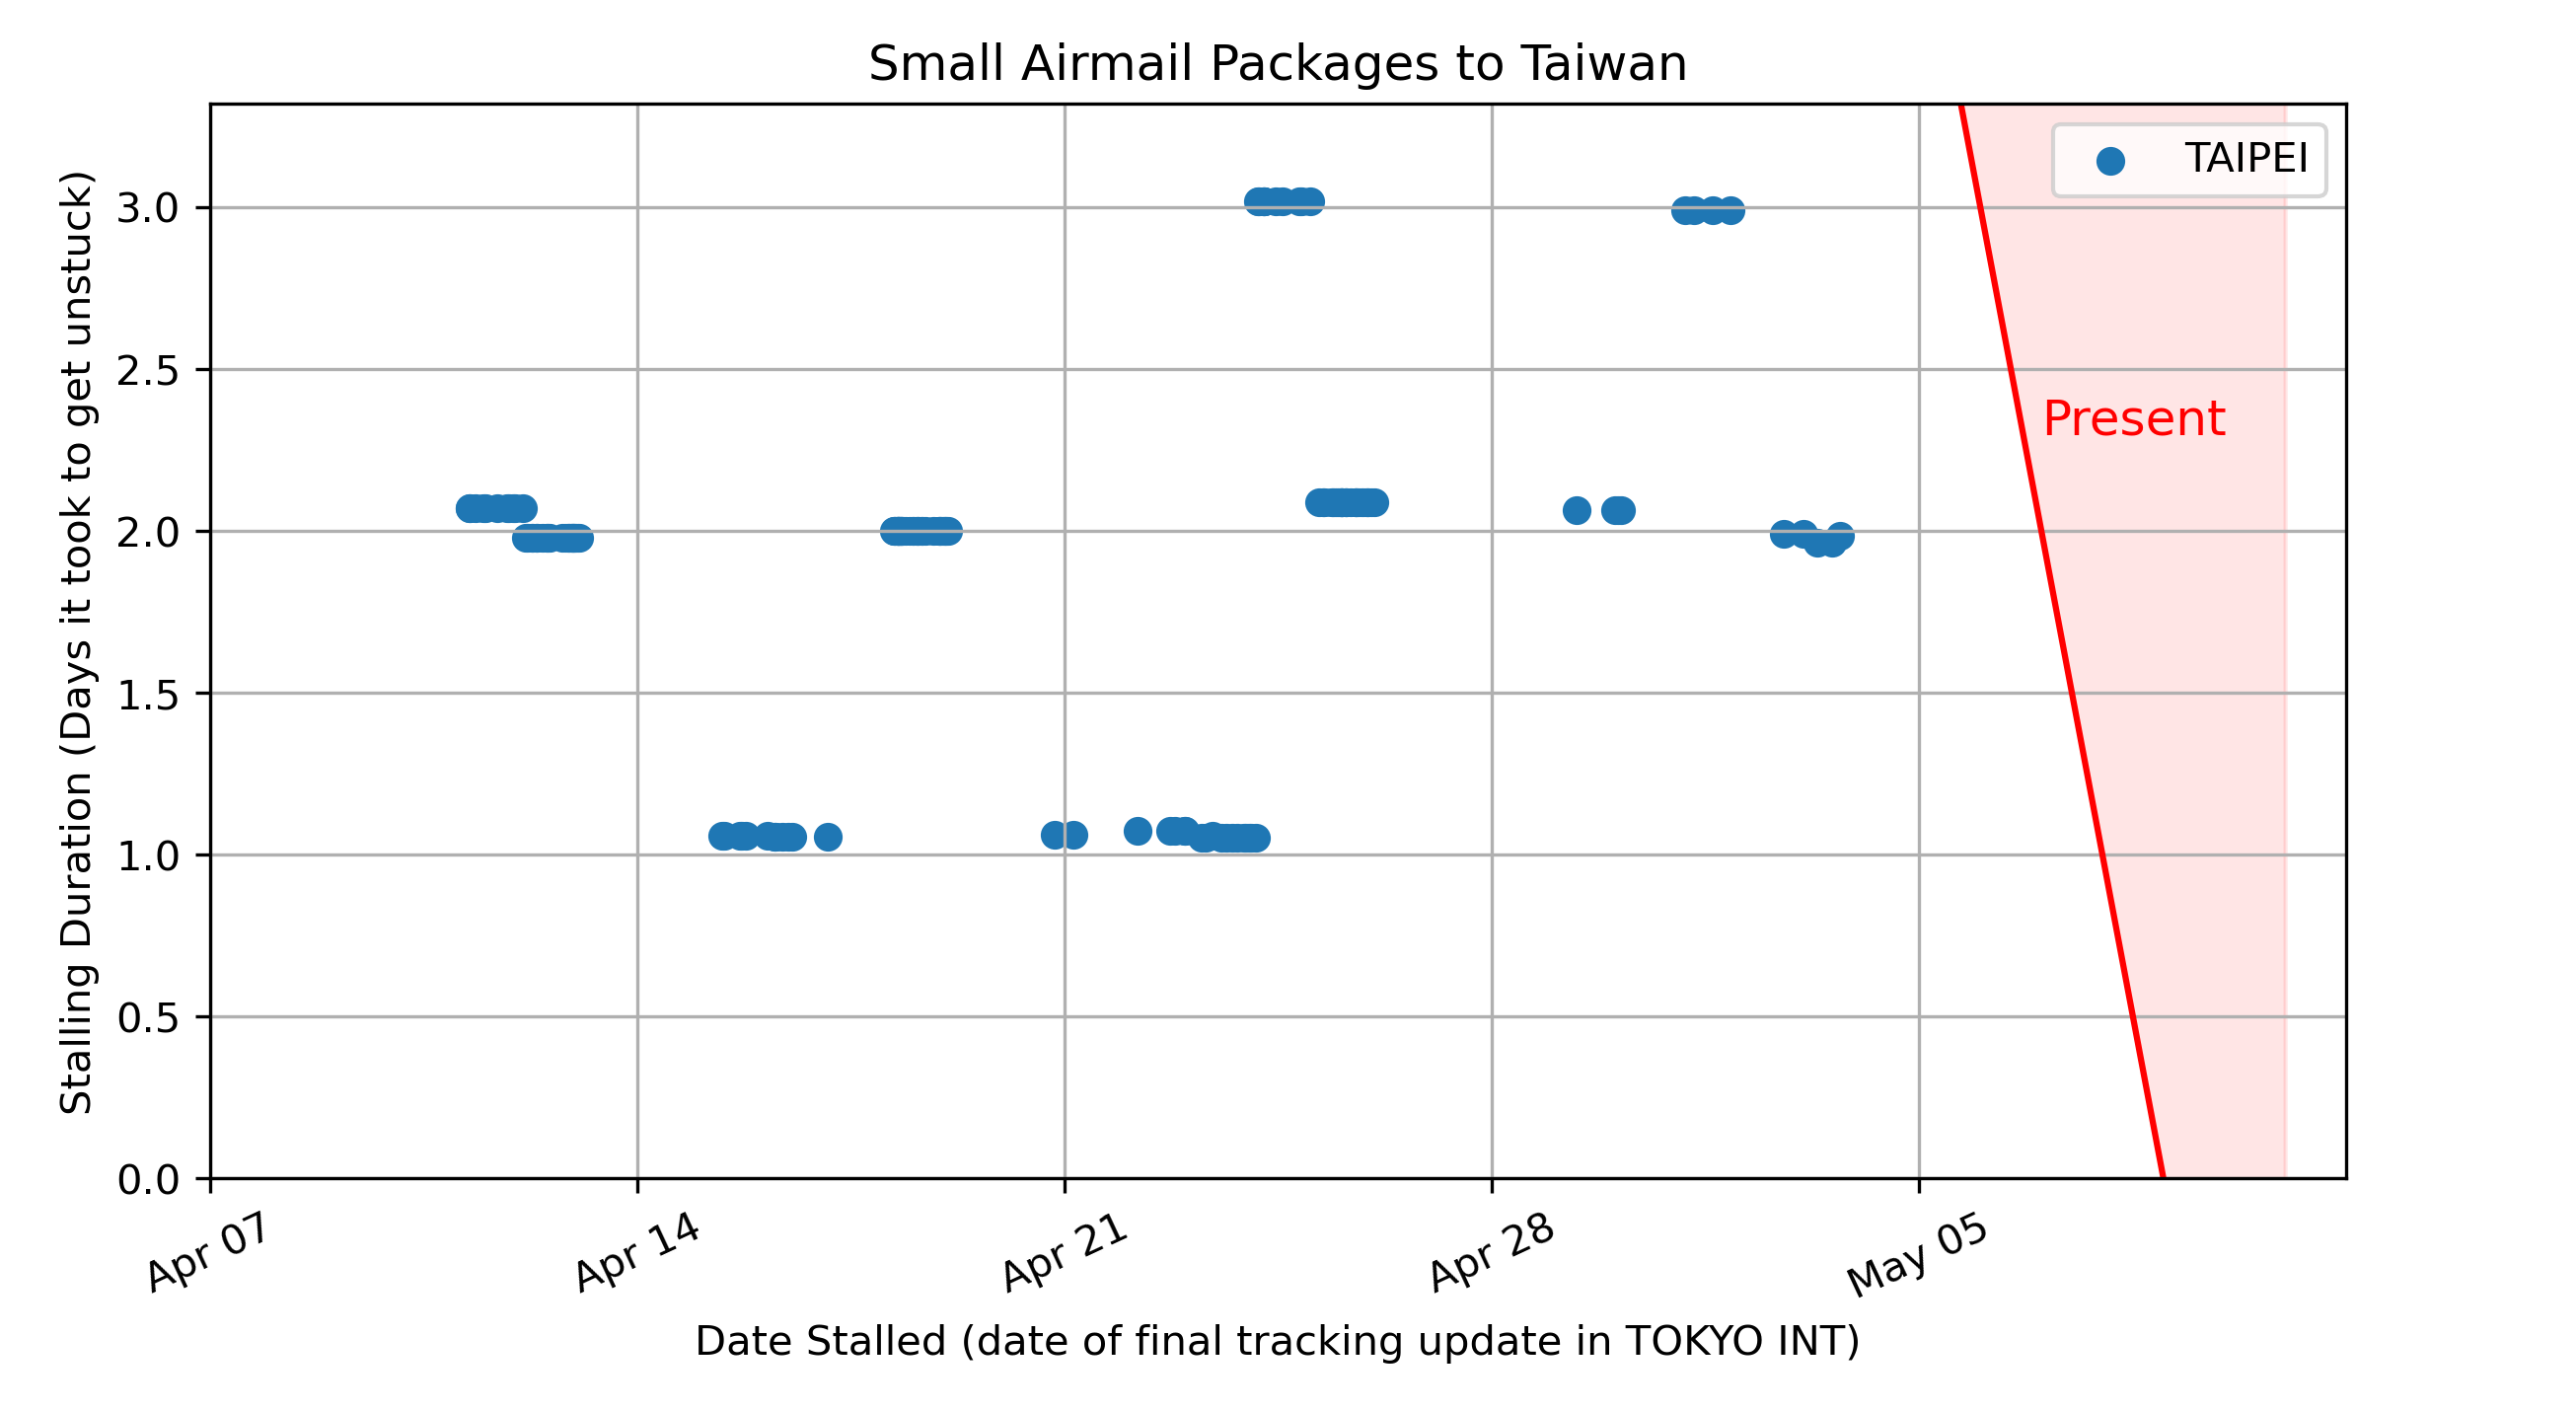 Small Airmail Packages to Taiwan
TAIPEI
Present
Stalling Duration (Days it took to get unstuck)
3.0
2.5
2.0
1.5
1.0
0.5
0.0
Apr 07
Apr 14
Apr 21
Apr 28
May 05
Date Stalled (date of final tracking update in TOKYO INT)